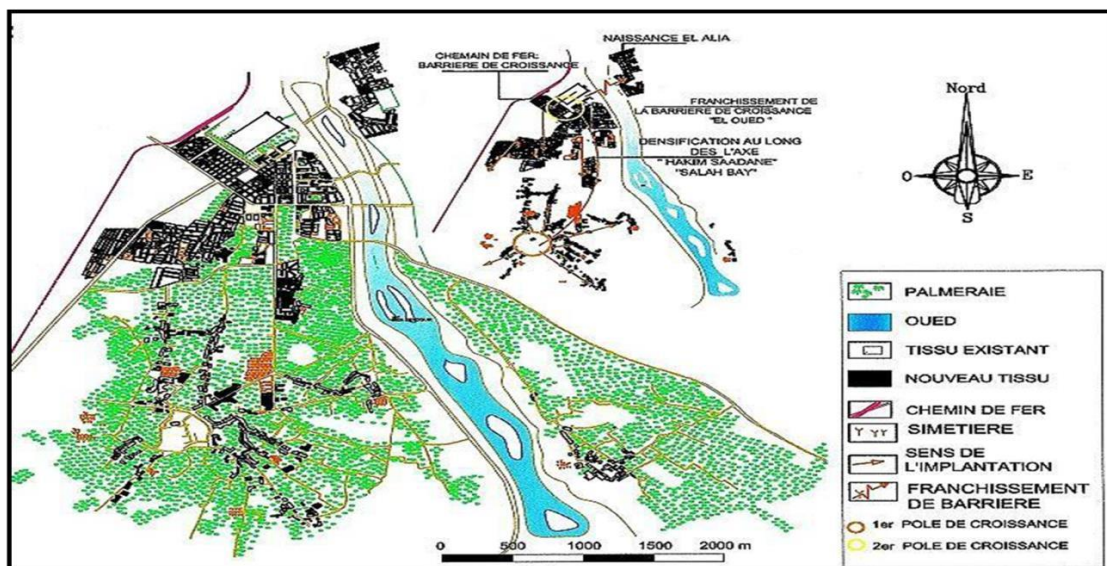 NAISSANCE EL ALIA
CHEMAIN DE FER:
BARRIERE DE CROISSANCE
FRANCHISSEMENT DE
LA BARRIERE DE CROISSANCE
"EL OUED "
DENSIFICATION AU LONG
DES L'AXE
" HAKIM SAADANE"
"SALAH BAY"
Nord
O
E
S
PALMERAIE
OUED
TISSU EXISTANT
NOUVEAU TISSU
CHEMIN DE FER
SIMETIERE
SENS DE
L'IMPLANTATION
FRANCHISSEMENT
DE BARRIERE
1er POLE DE CROISSANCE
2er POLE DE CROISSANCE
0 500 1000 2000 m